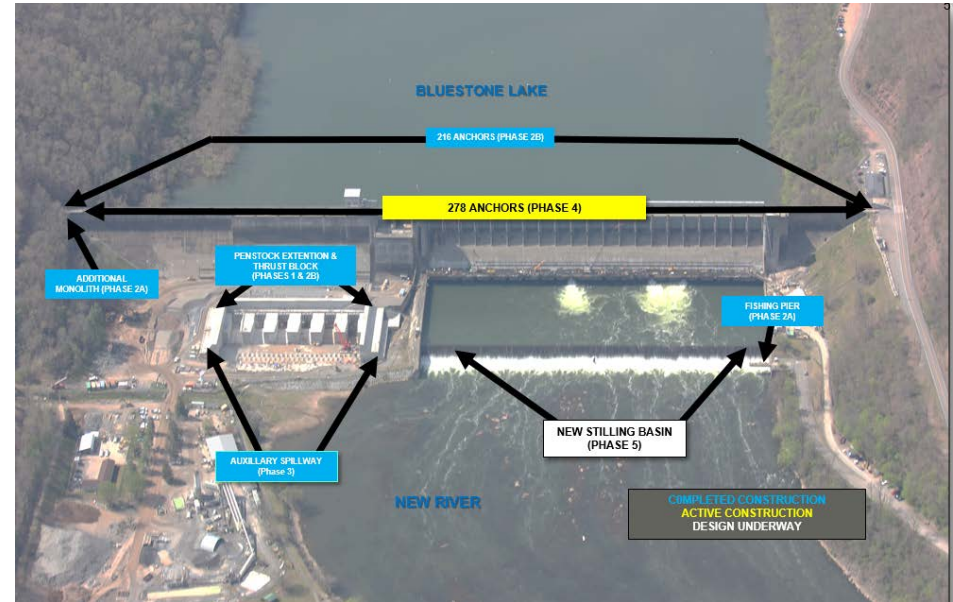 5
BLUESTONE LAKE
216 ANCHORS (PHASE 2B)
278 ANCHORS (PHASE 4)
PENSTOCK EXTENTION &
THRUST BLOCK
(PHASES 1 & 2B)
ADDITIONAL
MONOLITH (PHASE 2A)
FISHING PIER
(PHASE 2A)
NEW STILLING BASIN
(PHASE 5)
AUXILLARY SPILLWAY
(Phase 3)
NEW RIVER
C0MPLETED CONSTRUCTION
ACTIVE CONSTRUCTION
DESIGN UNDERWAY